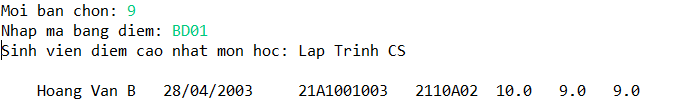 Moi ban chon: 9
Nhap ma bang diem: BD01
Sinh vien diem cao nhat mon hoc: Lap Trinh CS
Hoang Van B 28/04/2003 21A1001003 2110A02 10.0 9.0 9.0